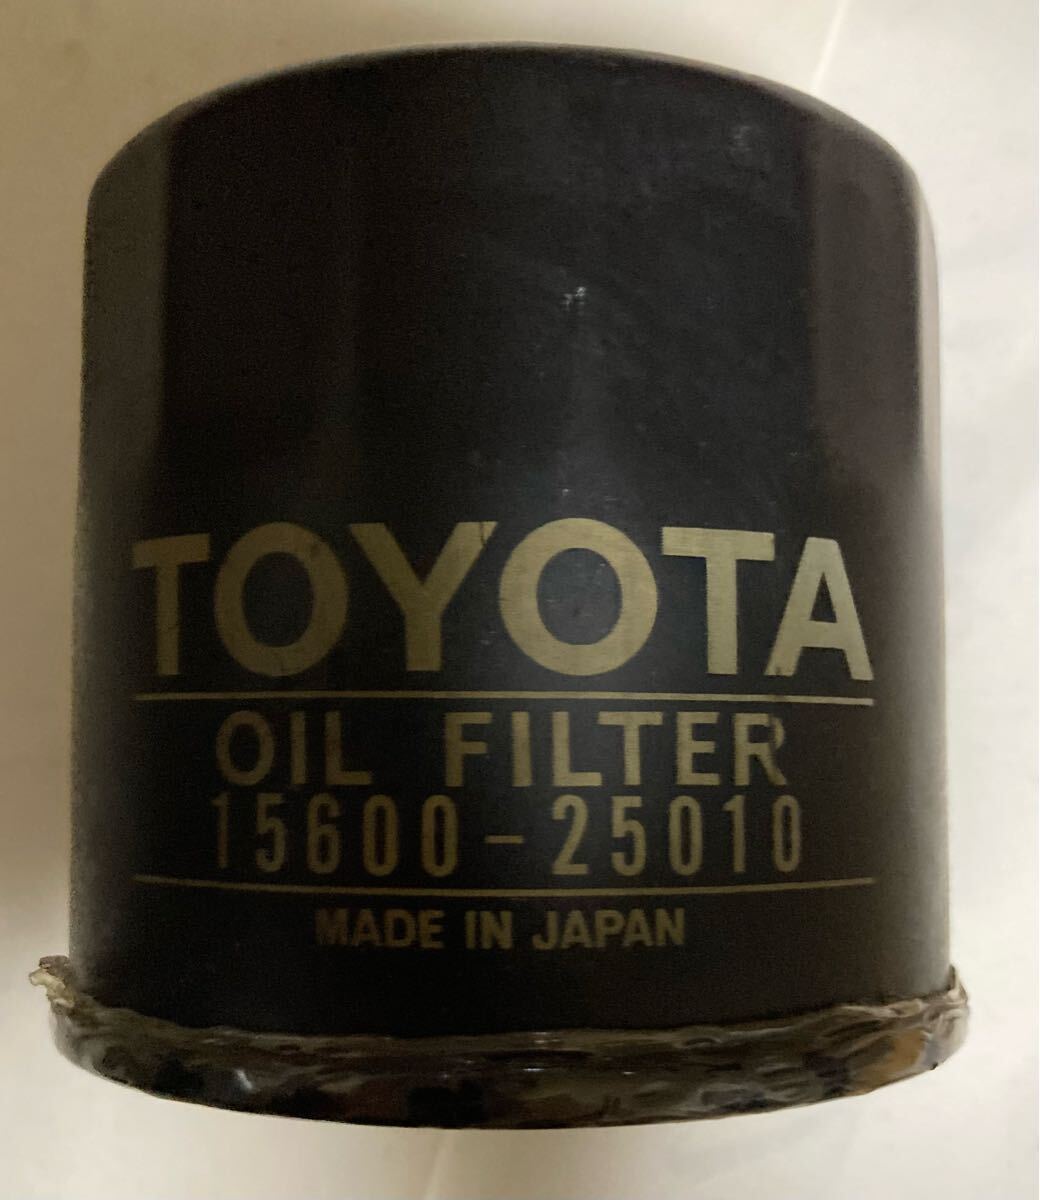 TOYOTA
OIL FILTER
15600-25010
MADE IN JAPAN